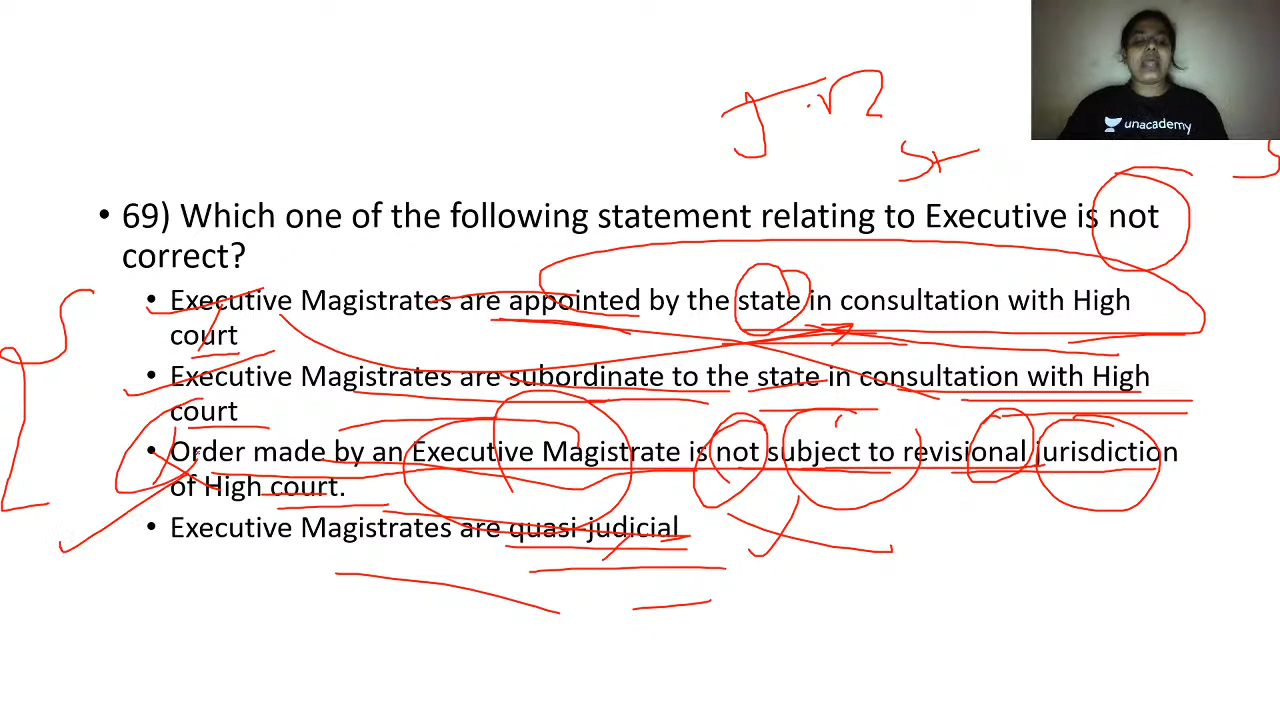 unacademy
• 69) Which one of the following statement relating to Executive is not
correct?
• Executive Magistrates are appointed by the state in consultation with High
court
• Executive Magistrates are subordinate to the state in consultation with High
court
• Order made by an Executive Magistrate is not subject to revisional jurisdiction
of High court.
• Executive Magistrates are quasi-judicial